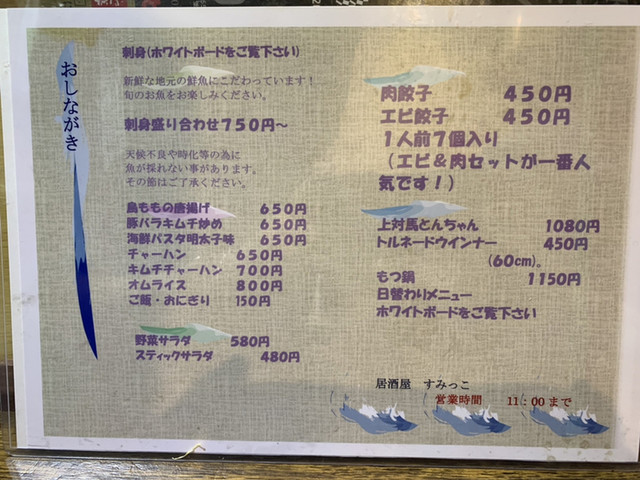 おしながき
刺身(ホワイトボードをご覧下さい)
新鮮な地元の鮮魚にこだわっています!
旬のお魚をお楽しみください。
刺身盛り合わせ750円~
天候不良や時化等の為に
魚が採れない事があります。
その節はご了承ください。
鳥ももの唐揚げ 650円
豚バラキムチ炒め 650円
海鮮パスタ明太子味 650円
チャーハン 650円
キムチチャーハン 700円
オムライス 800円
ご飯・おにぎり 150円
野菜サラダ 580円
スティックサラダ 480円
肉餃子 450円
エビ餃子 450円
1人前7個入り
(エビ&肉セットが一番人
気です!)
上対馬とんちゃん 1080円
トルネードウインナー 450円
(60cm)。
もつ鍋 1150円
日替わりメニュー
ホワイトボードをご覧下さい
居酒屋 すみっこ
営業時間 11:00まで